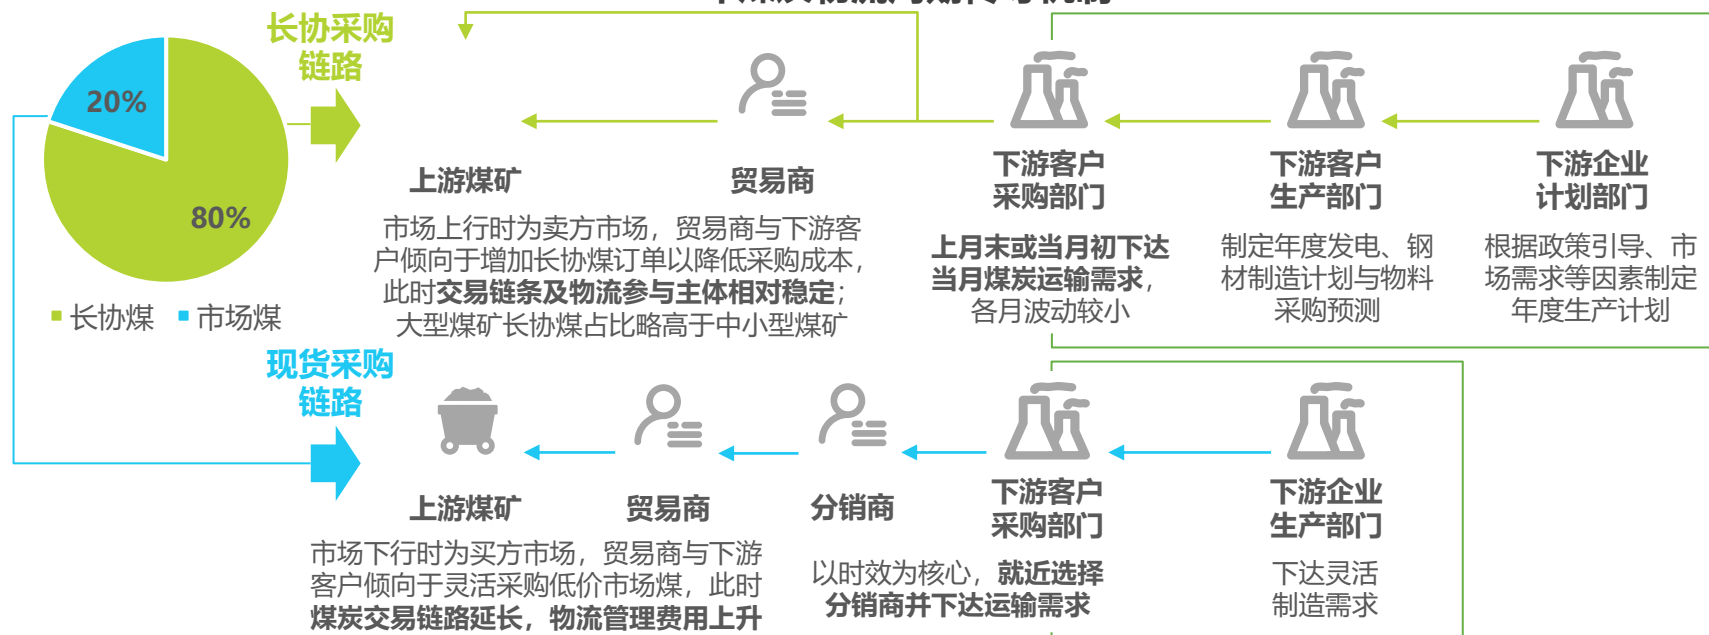 长协采购
链路
20%
80%
长协煤
市场煤
上游煤矿
贸易商
下游客户
采购部门
下游客户
生产部门
下游企业
计划部门
市场上行时为卖方市场，贸易商与下游客
户倾向于增加长协煤订单以降低采购成本，
此时交易链条及物流参与主体相对稳定；
大型煤矿长协煤占比略高于中小型煤矿
上月末或当月初下达
当月煤炭运输需求，
各月波动较小
制定年度发电、钢
材制造计划与物料
采购预测
根据政策引导、市
场需求等因素制定
年度生产计划
现货采购
链路
上游煤矿
贸易商
分销商
下游客户
采购部门
下游企业
生产部门
市场下行时为买方市场，贸易商与下游
客户倾向于灵活采购低价市场煤，此时
煤炭交易链路延长，物流管理费用上升
以时效为核心，就近选择
分销商并下达运输需求
下达灵活
制造需求